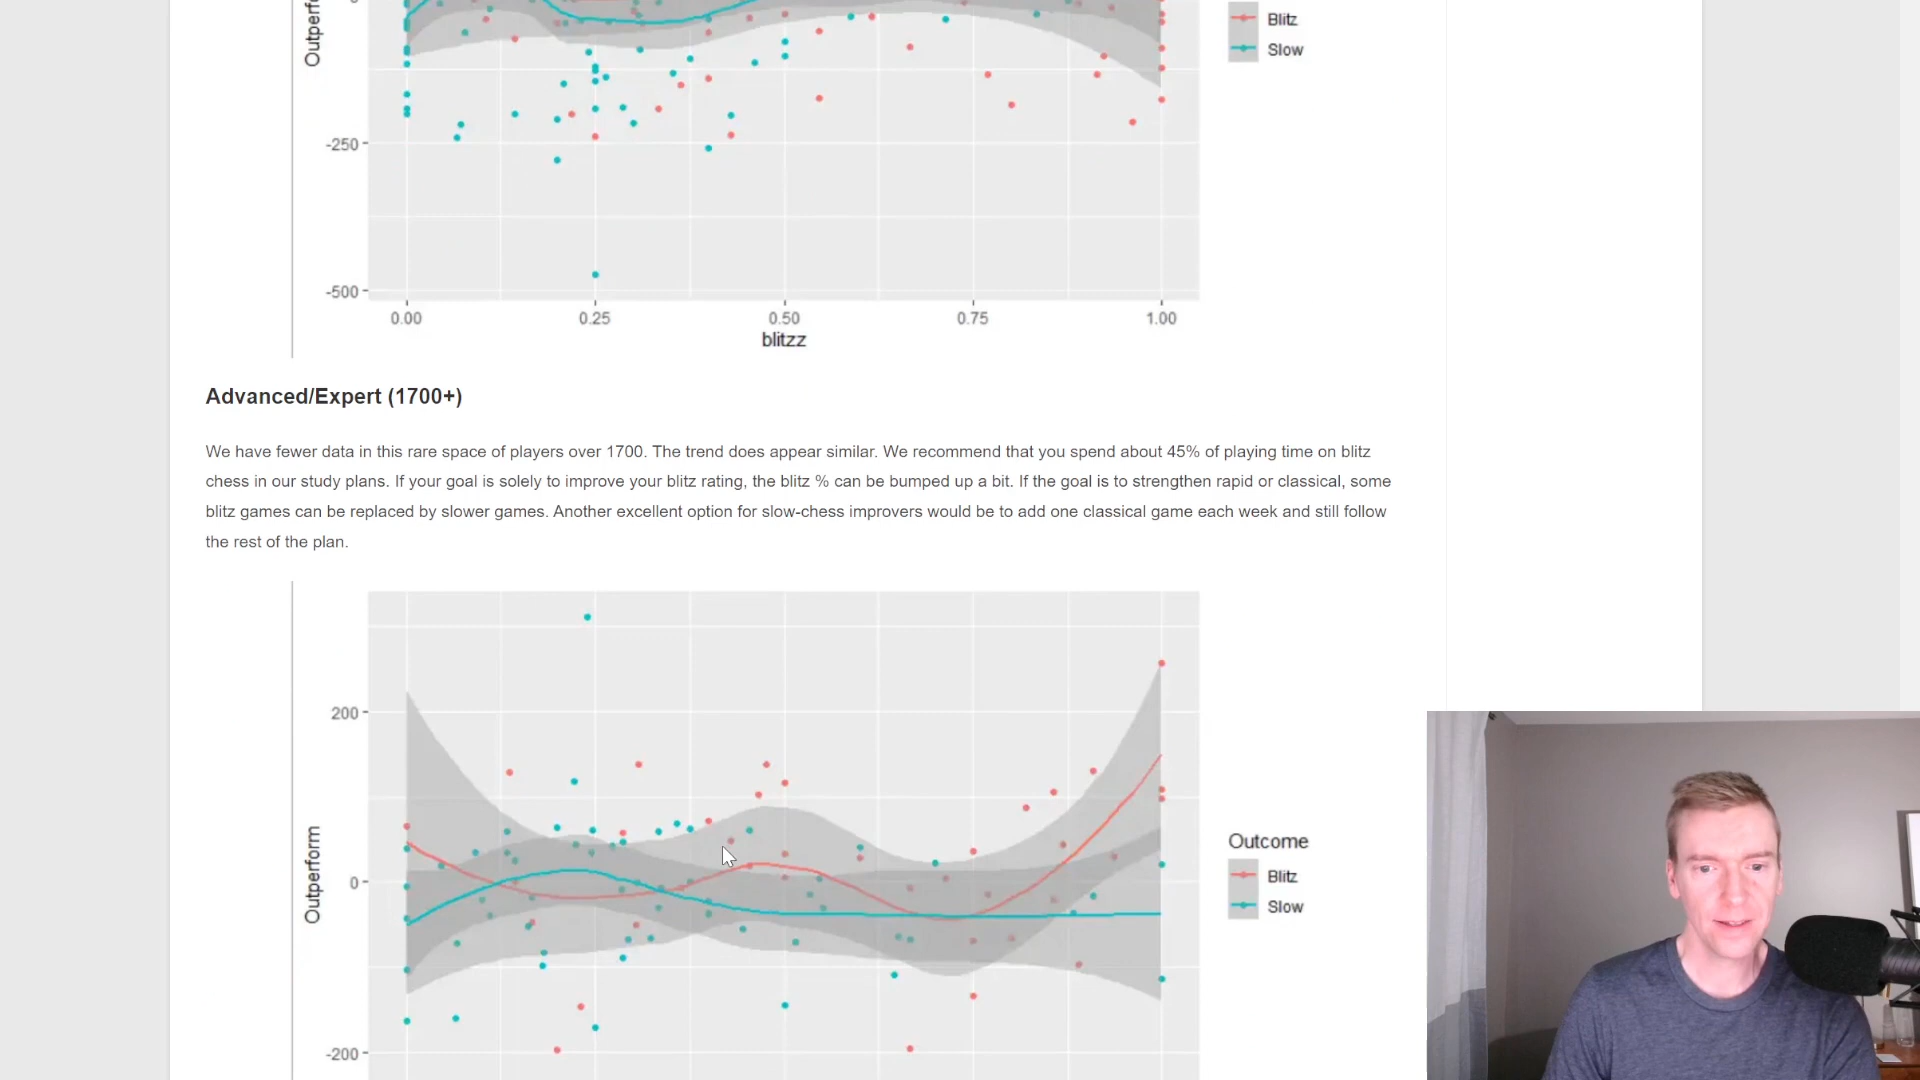 Blitz
Slow
-250
-500
0.00 0.25 0.50 0.75 1.00
blitzz
Advanced/Expert (1700+)
We have fewer data in this rare space of players over 1700. The trend does appear similar. We recommend that you spend about 45% of playing time on blitz
chess in our study plans. If your goal is solely to improve your blitz rating, the blitz % can be bumped up a bit. If the goal is to strengthen rapid or classical, some
blitz games can be replaced by slower games. Another excellent option for slow-chess improvers would be to add one classical game each week and still follow
the rest of the plan.
200
0
-200
Outperform
Outcome
Blitz
Slow